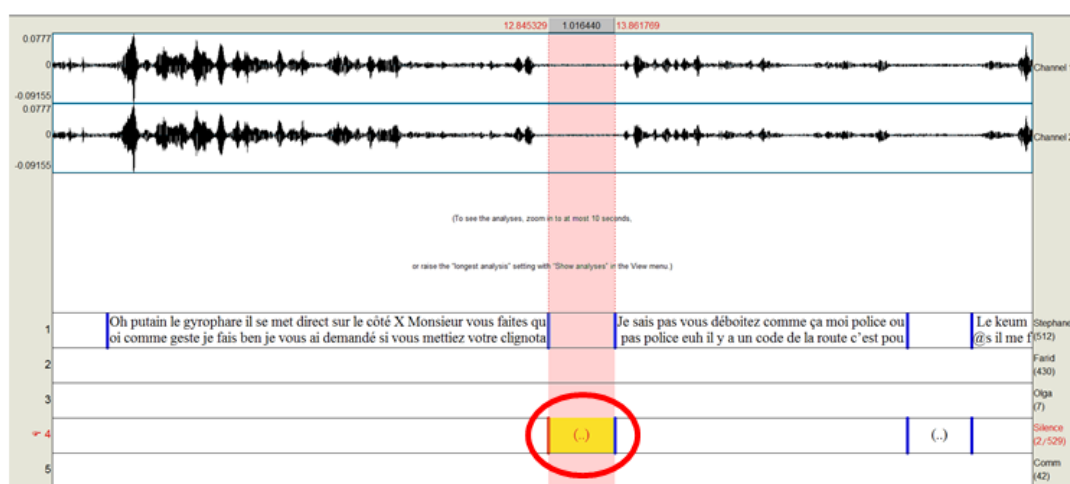 12.845329 1.016440 13.861769
0.0777
0
-0.09155
Channel 1
0.0777
0
-0.09155
Channel 2
(To see the analyses, zoom in to at most 10 seconds,
or raise the "longest analysis" setting with "Show analyses" in the View menu.)
1
Oh putain le gyrophare il se met direct sur le côté X Monsieur vous faites qu
oi comme geste je fais ben je vous ai demandé si vous mettiez votre clignota
Je sais pas vous déboitez comme ça moi police ou
pas police euh il y a un code de la route c'est pou
Le keum
@s il me f
Stephane
(512)
2
Farid
(430)
3
Olga
(7)
4
(..)
(..)
Silence
(2/529)
5
Comm
(42)